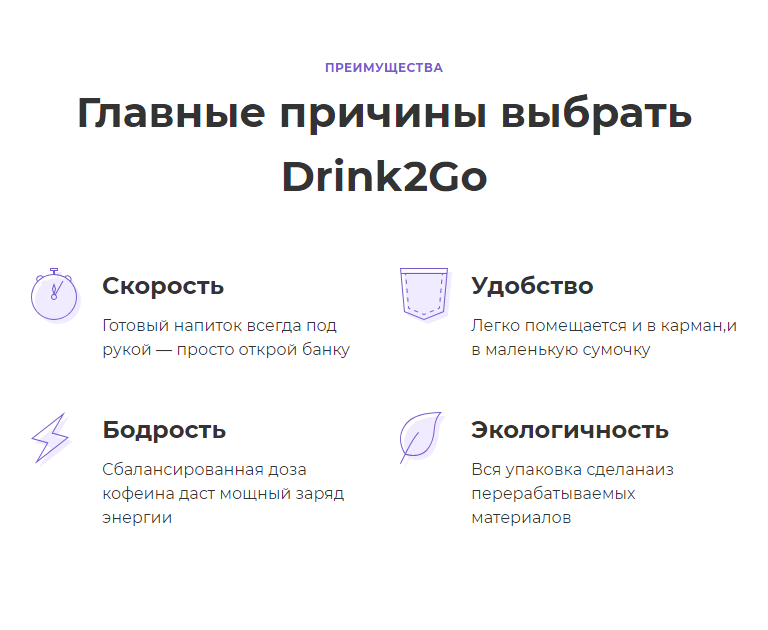 ПРЕИМУЩЕСТВА
Главные причины выбрать
Drink2Go
Скорость
Готовый напиток всегда под
рукой — просто открой банку
Удобство
Легко помещается и в карман,и
в маленькую сумочку
Бодрость
Сбалансированная доза
кофеина даст мощный заряд
энергии
Экологичность
Вся упаковка сделанаиз
перерабатываемых
материалов